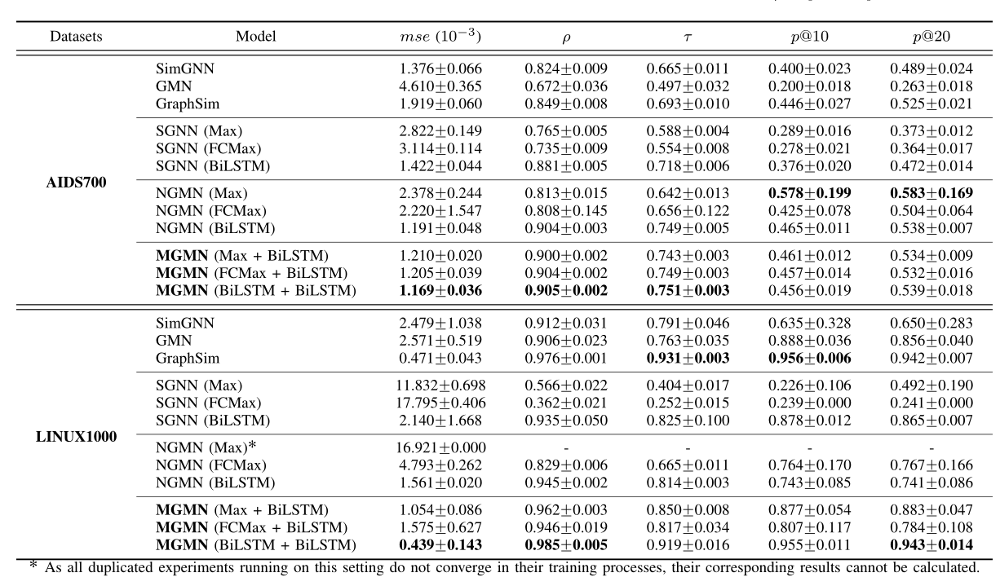 Datasets Model mse (10⁻³) ρ τ p@10 p@20
SimGNN 1.376±0.066 0.824±0.009 0.665±0.011 0.400±0.023 0.489±0.024
GMN 4.610±0.365 0.672±0.036 0.497±0.032 0.200±0.018 0.263±0.018
GraphSim 1.919±0.060 0.849±0.008 0.693±0.010 0.446±0.027 0.525±0.021
SGNN (Max) 2.822±0.149 0.765±0.005 0.588±0.004 0.289±0.016 0.373±0.012
SGNN (FCMax) 3.114±0.114 0.735±0.009 0.554±0.008 0.278±0.021 0.364±0.017
SGNN (BiLSTM) 1.422±0.044 0.881±0.005 0.718±0.006 0.376±0.020 0.472±0.014
AIDS700
NGMN (Max) 2.378±0.244 0.813±0.015 0.642±0.013 0.578±0.199 0.583±0.169
NGMN (FCMax) 2.220±1.547 0.808±0.145 0.656±0.122 0.425±0.078 0.504±0.064
NGMN (BiLSTM) 1.191±0.048 0.904±0.003 0.749±0.005 0.465±0.011 0.538±0.007
MGMN (Max + BiLSTM) 1.210±0.020 0.900±0.002 0.743±0.003 0.461±0.012 0.534±0.009
MGMN (FCMax + BiLSTM) 1.205±0.039 0.904±0.002 0.749±0.003 0.457±0.014 0.532±0.016
MGMN (BiLSTM + BiLSTM) 1.169±0.036 0.905±0.002 0.751±0.003 0.456±0.019 0.539±0.018
SimGNN 2.479±1.038 0.912±0.031 0.791±0.046 0.635±0.328 0.650±0.283
GMN 2.571±0.519 0.906±0.023 0.763±0.035 0.888±0.036 0.856±0.040
GraphSim 0.471±0.043 0.976±0.001 0.931±0.003 0.956±0.006 0.942±0.007
SGNN (Max) 11.832±0.698 0.566±0.022 0.404±0.017 0.226±0.106 0.492±0.190
SGNN (FCMax) 17.795±0.406 0.362±0.021 0.252±0.015 0.239±0.000 0.241±0.000
SGNN (BiLSTM) 2.140±1.668 0.935±0.050 0.825±0.100 0.878±0.012 0.865±0.007
LINUX1000
NGMN (Max)* 16.921±0.000 - - - -
NGMN (FCMax) 4.793±0.262 0.829±0.006 0.665±0.011 0.764±0.170 0.767±0.166
NGMN (BiLSTM) 1.561±0.020 0.945±0.002 0.814±0.003 0.743±0.085 0.741±0.086
MGMN (Max + BiLSTM) 1.054±0.086 0.962±0.003 0.850±0.008 0.877±0.054 0.883±0.047
MGMN (FCMax + BiLSTM) 1.575±0.627 0.946±0.019 0.817±0.034 0.807±0.117 0.784±0.108
MGMN (BiLSTM + BiLSTM) 0.439±0.143 0.985±0.005 0.919±0.016 0.955±0.011 0.943±0.014
* As all duplicated experiments running on this setting do not converge in their training processes, their corresponding results cannot be calculated.